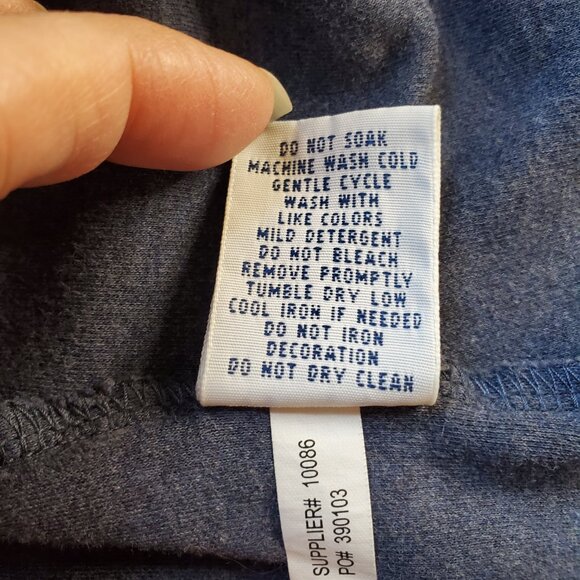 DO NOT SOAK
MACHINE WASH COLD
GENTLE CYCLE
WASH WITH
LIKE COLORS
MILD DETERGENT
DO NOT BLEACH
REMOVE PROMPTLY
TUMBLE DRY LOW
COOL IRON IF NEEDED
DO NOT IRON
DECORATION
DO NOT DRY CLEAN
SUPPLIER# 10086
PO# 390103